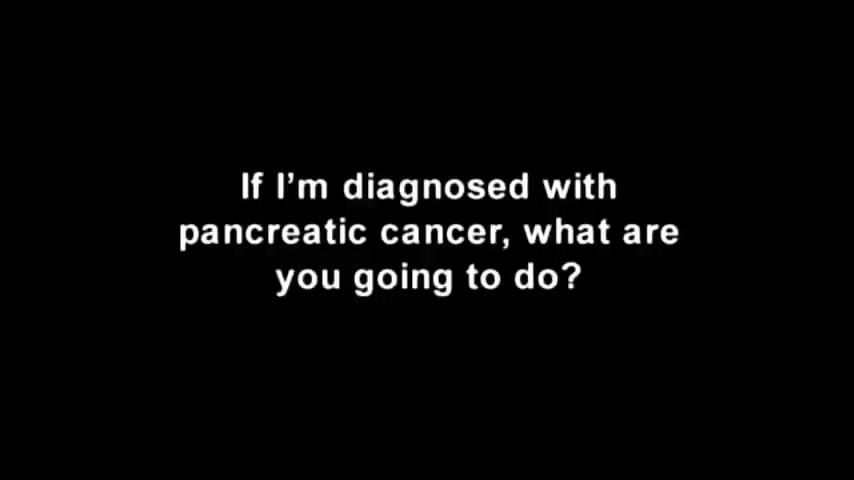 If I’m diagnosed with
pancreatic cancer, what are
you going to do?